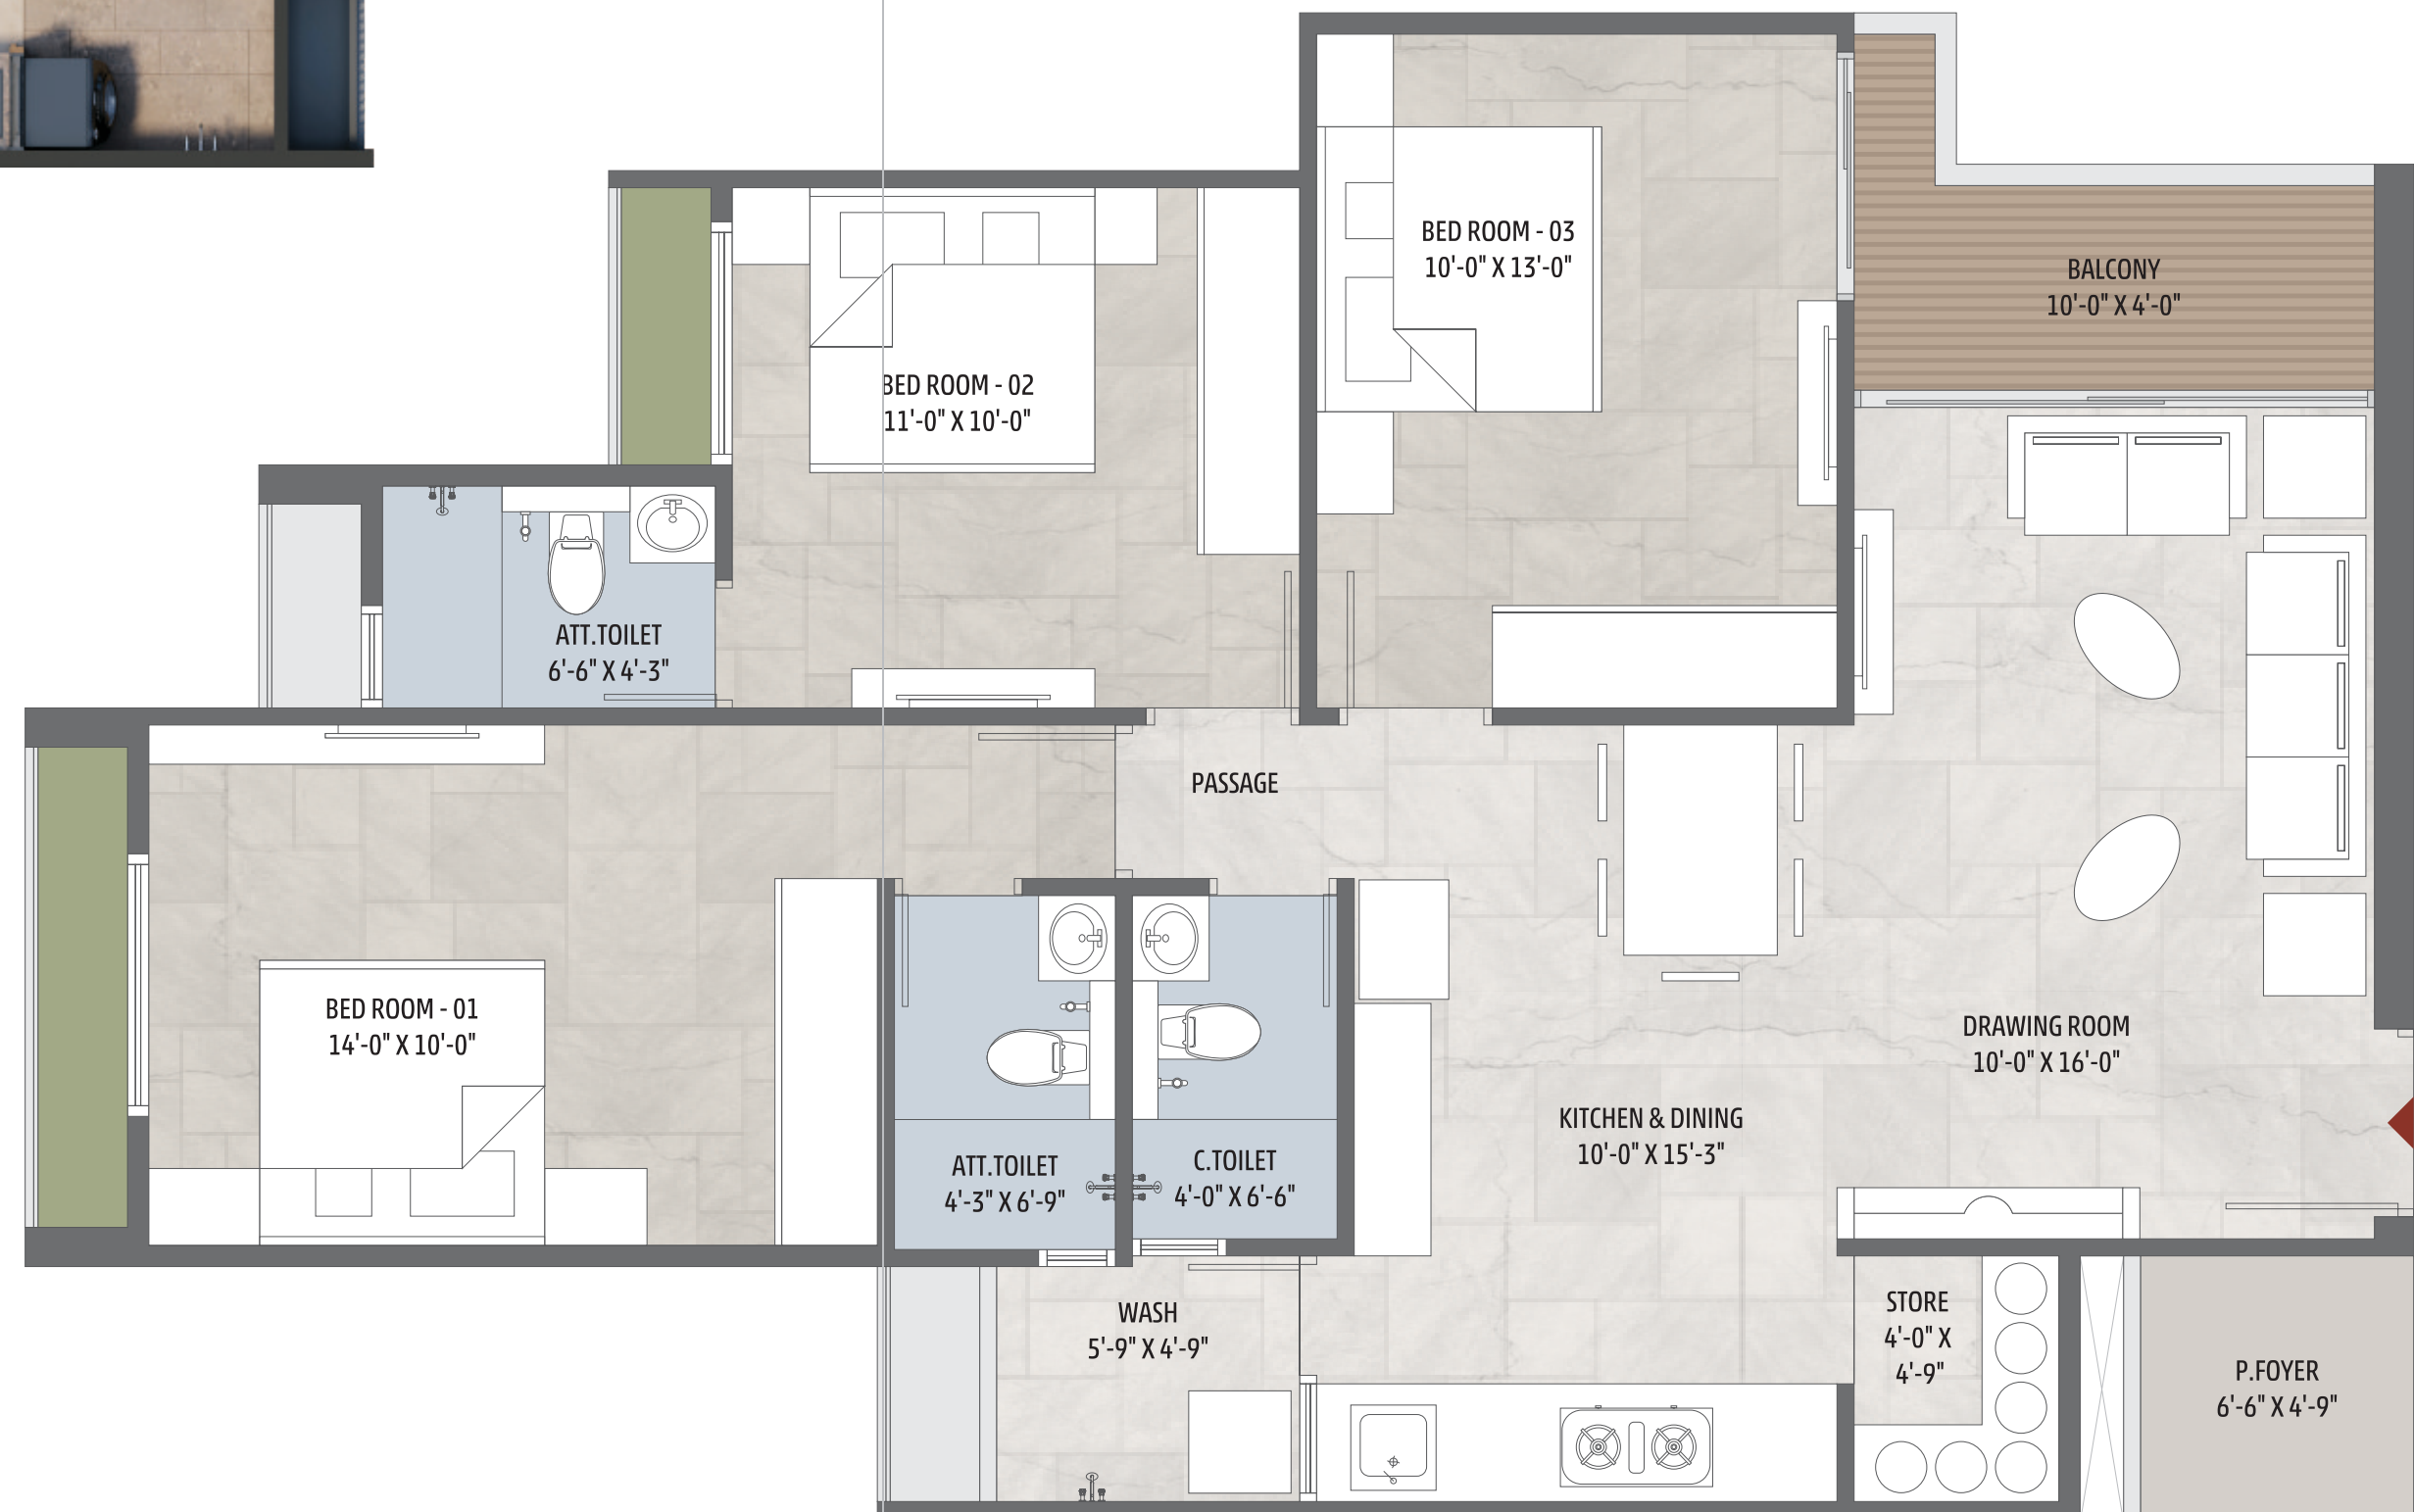 BED ROOM - 03
10'-0" X 13'-0"
BALCONY
10'-0" X 4'-0"
BED ROOM - 02
11'-0" X 10'-0"
ATT.TOILET
6'-6" X 4'-3"
PASSAGE
BED ROOM - 01
14'-0" X 10'-0"
DRAWING ROOM
10'-0" X 16'-0"
KITCHEN & DINING
10'-0" X 15'-3"
ATT.TOILET
4'-3" X 6'-9"
C.TOILET
4'-0" X 6'-6"
WASH
5'-9" X 4'-9"
STORE
4'-0" X
4'-9"
P.FOYER
6'-6" X 4'-9"